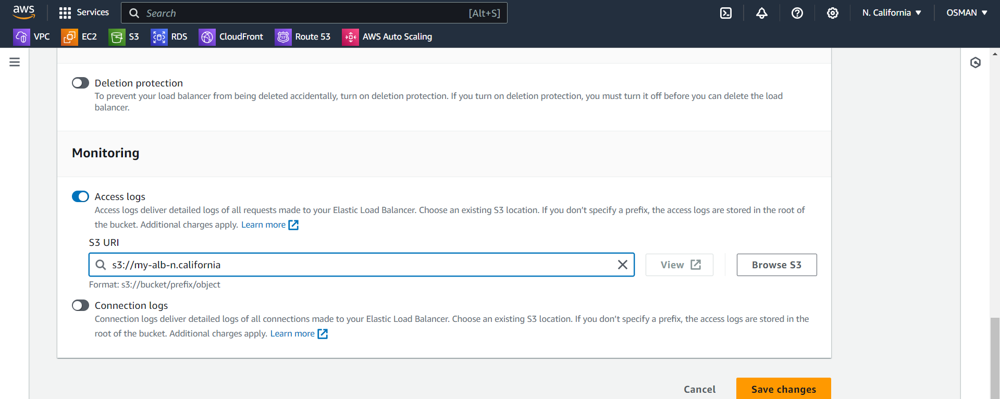 aws
Services
Search
[Alt+S]
N. California
OSMAN
VPC
EC2
S3
RDS
CloudFront
53
Route 53
AWS Auto Scaling
Deletion protection
To prevent your load balancer from being deleted accidentally, turn on deletion protection. If you turn on deletion protection, you must turn it off before you can delete the load
balancer.
Monitoring
Access logs
Access logs deliver detailed logs of all requests made to your Elastic Load Balancer. Choose an existing S3 location. If you don’t specify a prefix, the access logs are stored in the root of
the bucket. Additional charges apply. Learn more
S3 URI
s3://my-alb-n.california
View
Browse S3
Format: s3://bucket/prefix/object
Connection logs
Connection logs deliver detailed logs of all connections made to your Elastic Load Balancer. Choose an existing S3 location. If you don’t specify a prefix, the access logs are stored in the
root of the bucket. Additional charges apply. Learn more
Cancel
Save changes